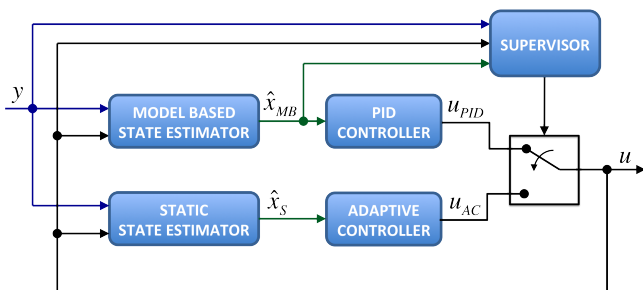 SUPERVISOR
y
MODEL BASED
STATE ESTIMATOR
x̂_MB
PID
CONTROLLER
u_PID
u
STATIC
STATE ESTIMATOR
x̂_S
ADAPTIVE
CONTROLLER
u_AC